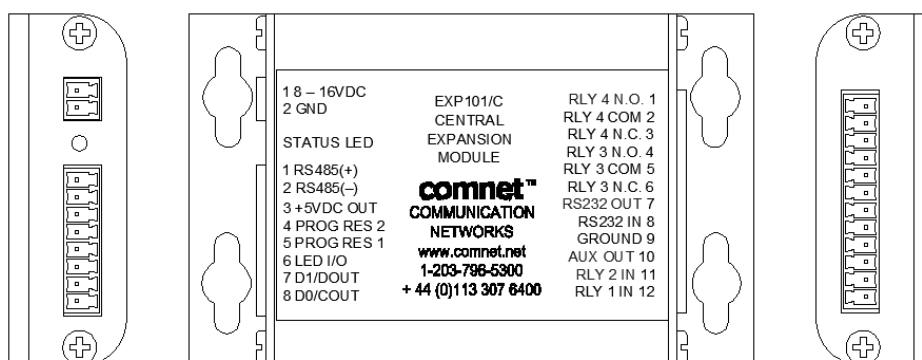 1 8 – 16VDC
2 GND
STATUS LED
1 RS485(+)
2 RS485(–)
3 +5VDC OUT
4 PROG RES 2
5 PROG RES 1
6 LED I/O
7 D1/DOUT
8 D0/COUT
EXP101/C
CENTRAL
EXPANSION
MODULE
comnet™
COMMUNICATION
NETWORKS
www.comnet.net
1-203-796-5300
+ 44 (0)113 307 6400
RLY 4 N.O. 1
RLY 4 COM 2
RLY 4 N.C. 3
RLY 3 N.O. 4
RLY 3 COM 5
RLY 3 N.C. 6
RS232 OUT 7
RS232 IN 8
GROUND 9
AUX OUT 10
RLY 2 IN 11
RLY 1 IN 12